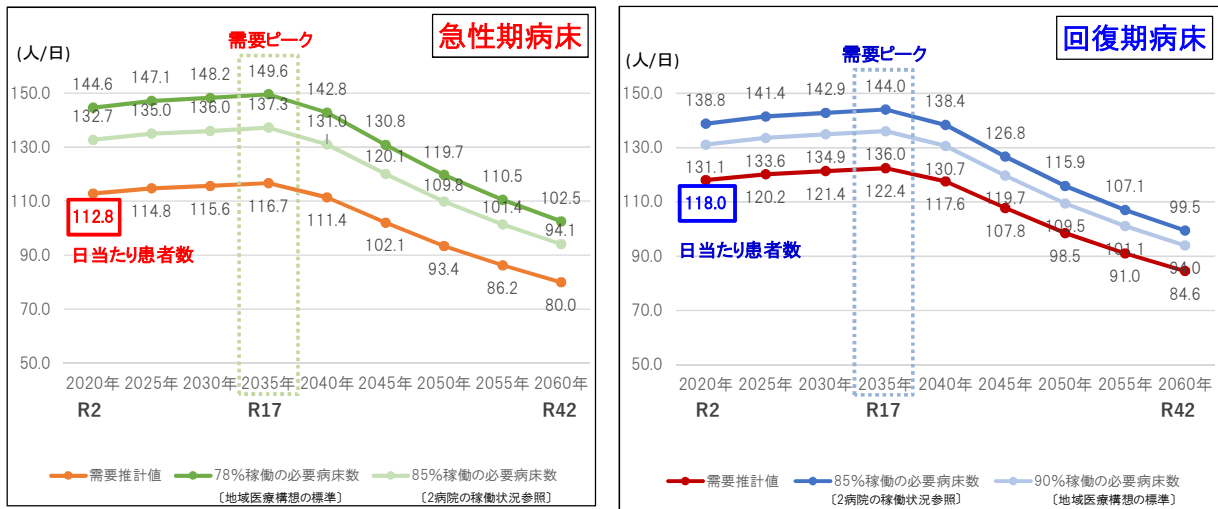 急性期病床
(人/日)
需要ピーク
150.0
130.0
110.0
90.0
70.0
50.0
144.6 147.1 148.2 149.6 142.8 130.8 119.7 110.5 102.5
132.7 135.0 136.0 137.3 131.0 120.1 109.8 101.4 94.1
112.8 114.8 115.6 116.7 111.4 102.1 93.4 86.2 80.0
日当たり患者数
2020年 2025年 2030年 2035年 2040年 2045年 2050年 2055年 2060年
R2 R17 R42
需要推計値 78%稼働の必要病床数 85%稼働の必要病床数
〔地域医療構想の標準〕 〔2病院の稼働状況参照〕
回復期病床
(人/日)
需要ピーク
150.0
130.0
110.0
90.0
70.0
50.0
138.8 141.4 142.9 144.0 138.4 126.8 115.9 107.1 99.5
131.1 133.6 134.9 136.0 130.7 119.7 109.5 101.1 94.0
118.0 120.2 121.4 122.4 117.6 107.8 98.5 91.0 84.6
日当たり患者数
2020年 2025年 2030年 2035年 2040年 2045年 2050年 2055年 2060年
R2 R17 R42
需要推計値 85%稼働の必要病床数 90%稼働の必要病床数
〔2病院の稼働状況参照〕 〔地域医療構想の標準〕